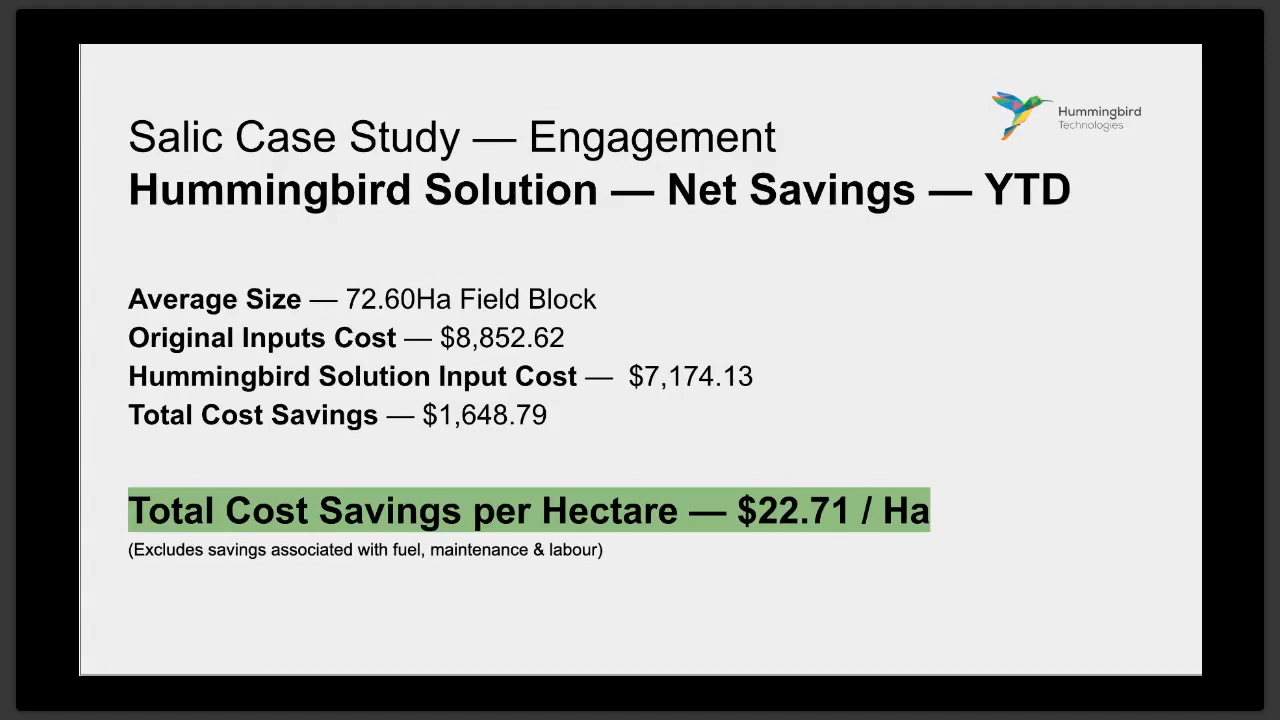 Hummingbird
Technologies
Salic Case Study — Engagement
Hummingbird Solution — Net Savings — YTD
Average Size — 72.60Ha Field Block
Original Inputs Cost — $8,852.62
Hummingbird Solution Input Cost —  $7,174.13
Total Cost Savings — $1,648.79
Total Cost Savings per Hectare — $22.71 / Ha
(Excludes savings associated with fuel, maintenance & labour)